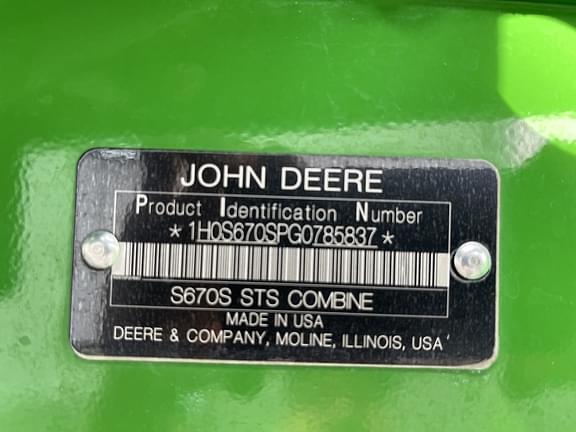 JOHN DEERE
Product Identification Number
* 1H0S670SPG0785837 *
S670S STS COMBINE
MADE IN USA
DEERE & COMPANY, MOLINE, ILLINOIS, USA